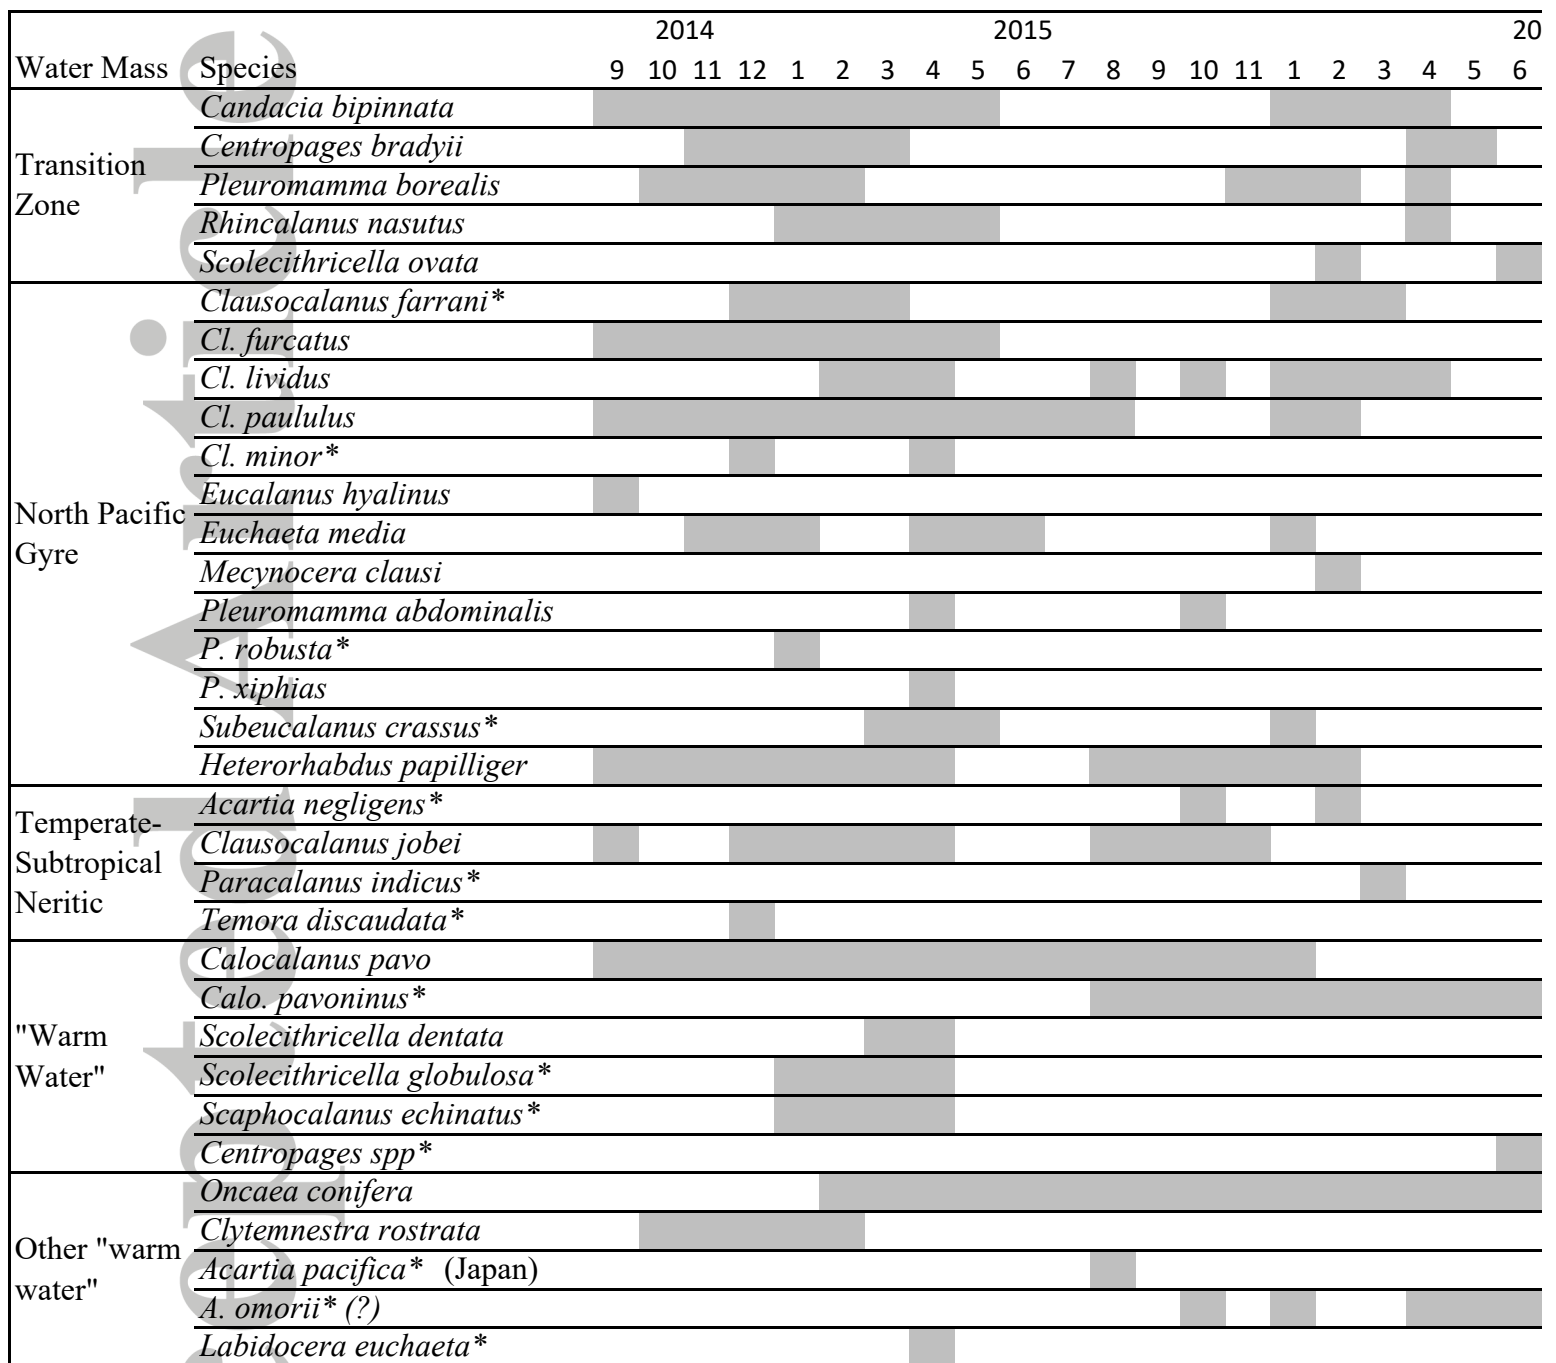 2014 2015 20
Water Mass Species 9 10 11 12 1 2 3 4 5 6 7 8 9 10 11 1 2 3 4 5 6
Transition
Zone
Candacia bipinnata
Centropages bradyii
Pleuromamma borealis
Rhincalanus nasutus
Scolecithricella ovata
North Pacific
Gyre
Clausocalanus farrani*
Cl. furcatus
Cl. lividus
Cl. paululus
Cl. minor*
Eucalanus hyalinus
Euchaeta media
Mecynocera clausi
Pleuromamma abdominalis
P. robusta*
P. xiphias
Subeucalanus crassus*
Heterorhabdus papilliger
Temperate-
Subtropical
Neritic
Acartia negligens*
Clausocalanus jobei
Paracalanus indicus*
Temora discaudata*
"Warm
Water"
Calocalanus pavo
Calo. pavoninus*
Scolecithricella dentata
Scolecithricella globulosa*
Scaphocalanus echinatus*
Centropages spp*
Other "warm
water"
Oncaea conifera
Clytemnestra rostrata
Acartia pacifica* (Japan)
A. omorii* (?)
Labidocera euchaeta*
epted Article